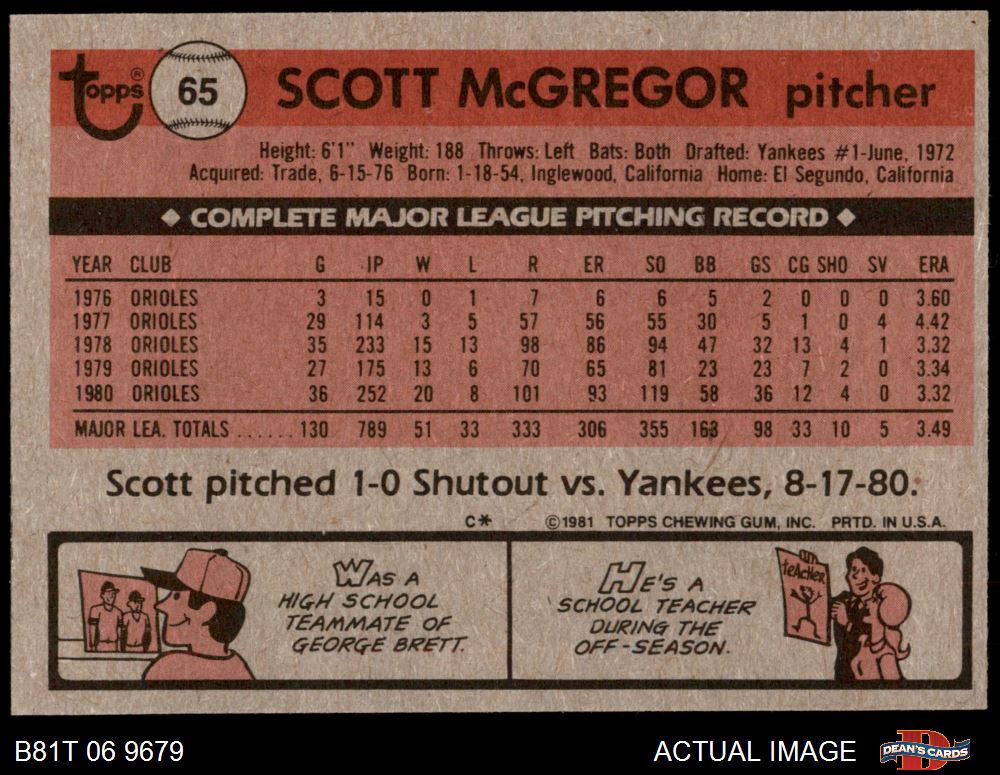 topps® 65 SCOTT McGREGOR pitcher
Height: 6'1" Weight: 188 Throws: Left Bats: Both Drafted: Yankees #1-June, 1972
Acquired: Trade, 6-15-76 Born: 1-18-54, Inglewood, California Home: El Segundo, California
◆ COMPLETE MAJOR LEAGUE PITCHING RECORD ◆
YEAR CLUB G IP W L R ER SO BB GS CG SHO SV ERA
1976 ORIOLES 3 15 0 1 7 6 6 5 2 0 0 0 3.60
1977 ORIOLES 29 114 3 5 57 56 55 30 5 1 0 4 4.42
1978 ORIOLES 35 233 15 13 98 86 94 47 32 13 4 1 3.32
1979 ORIOLES 27 175 13 6 70 65 81 23 23 7 2 0 3.34
1980 ORIOLES 36 252 20 8 101 93 119 58 36 12 4 0 3.32
MAJOR LEA. TOTALS ...... 130 789 51 33 333 306 355 163 98 33 10 5 3.49
Scott pitched 1-0 Shutout vs. Yankees, 8-17-80.
C* ©1981 TOPPS CHEWING GUM, INC. PRTD. IN U.S.A.
WAS A
HIGH SCHOOL
TEAMMATE OF
GEORGE BRETT.
HE'S A
SCHOOL TEACHER
DURING THE
OFF-SEASON.
teAcHer
B81T 06 9679 ACTUAL IMAGE DEAN'S CARDS